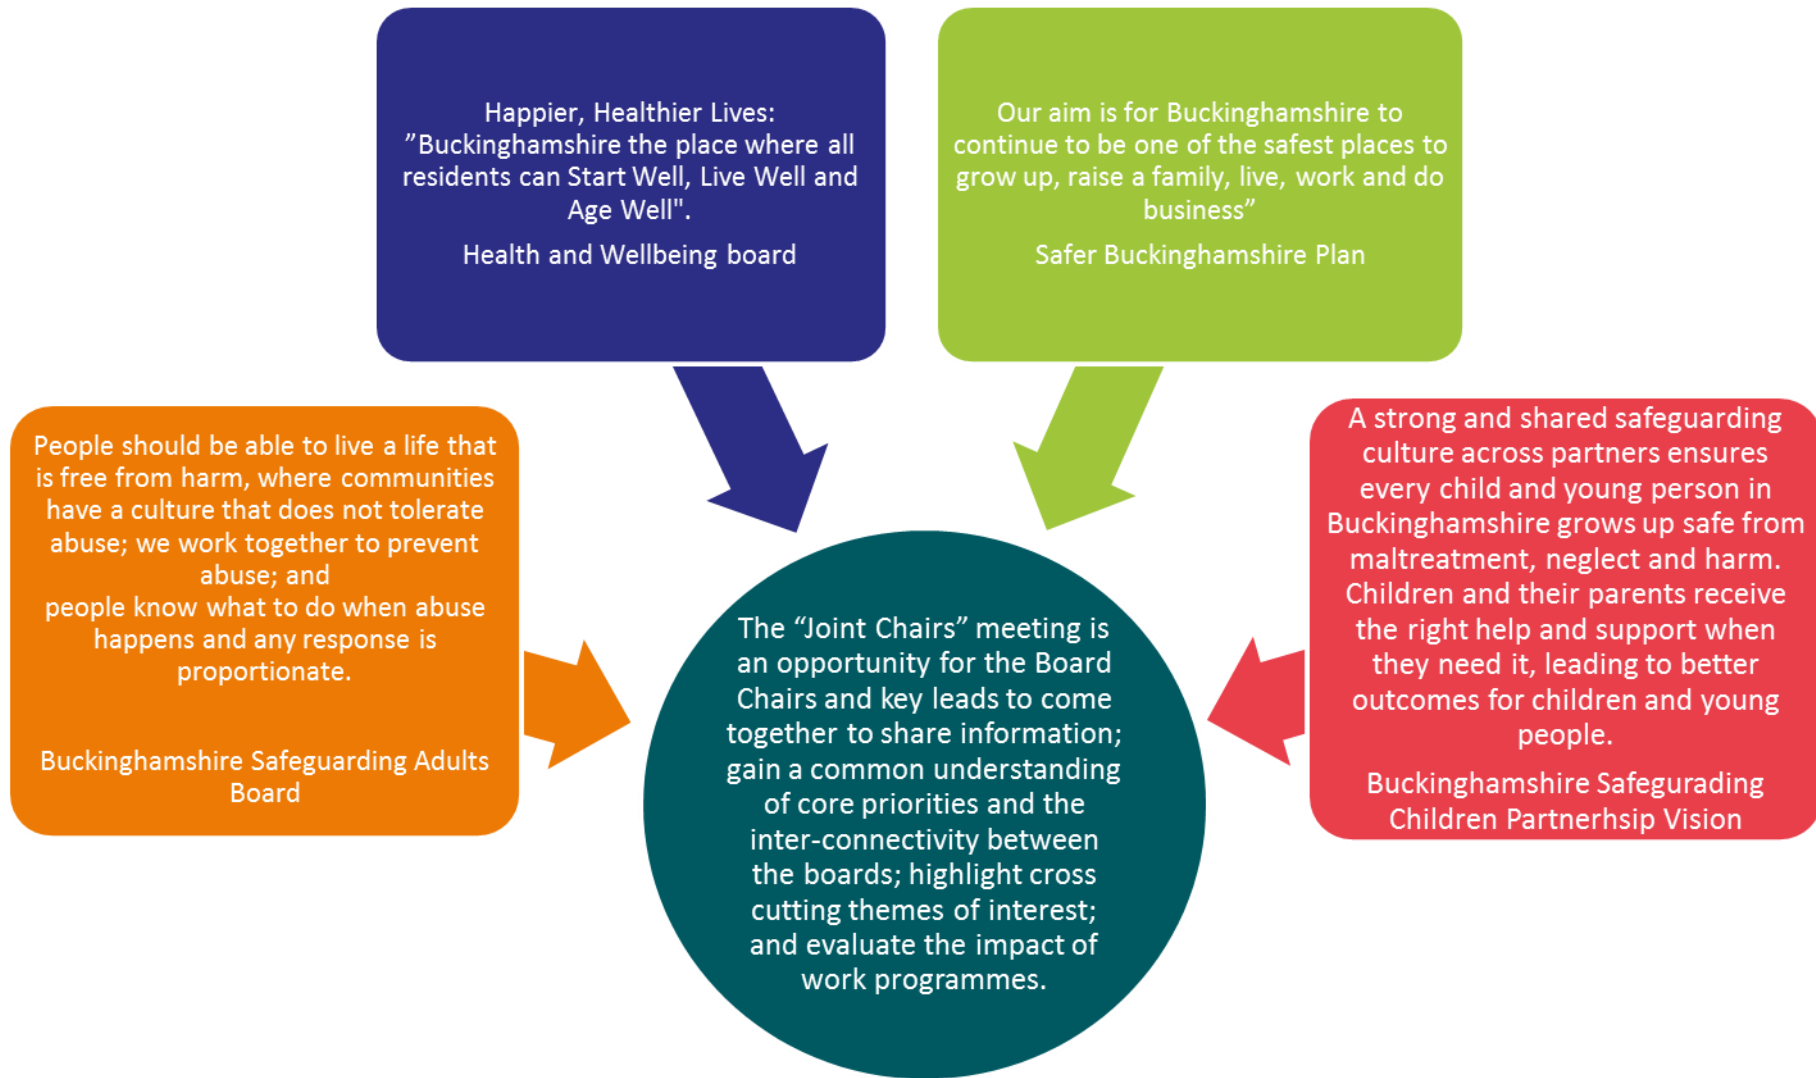 Happier, Healthier Lives:
”Buckinghamshire the place where all
residents can Start Well, Live Well and
Age Well".
Health and Wellbeing board
Our aim is for Buckinghamshire to
continue to be one of the safest places to
grow up, raise a family, live, work and do
business”
Safer Buckinghamshire Plan
People should be able to live a life that
is free from harm, where communities
have a culture that does not tolerate
abuse; we work together to prevent
abuse; and
people know what to do when abuse
happens and any response is
proportionate.
Buckinghamshire Safeguarding Adults
Board
A strong and shared safeguarding
culture across partners ensures
every child and young person in
Buckinghamshire grows up safe from
maltreatment, neglect and harm.
Children and their parents receive
the right help and support when
they need it, leading to better
outcomes for children and young
people.
Buckinghamshire Safegurading
Children Partnerhsip Vision
The “Joint Chairs” meeting is
an opportunity for the Board
Chairs and key leads to come
together to share information;
gain a common understanding
of core priorities and the
inter-connectivity between
the boards; highlight cross
cutting themes of interest;
and evaluate the impact of
work programmes.